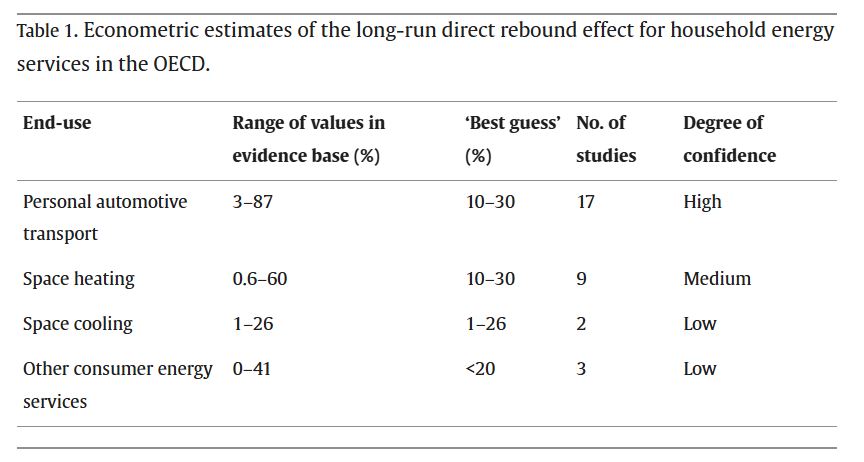 Table 1. Econometric estimates of the long-run direct rebound effect for household energy
services in the OECD.
End-use Range of values in ‘Best guess’ No. of Degree of
evidence base (%) (%) studies confidence
Personal automotive 3–87 10–30 17 High
transport
Space heating 0.6–60 10–30 9 Medium
Space cooling 1–26 1–26 2 Low
Other consumer energy 0–41 <20 3 Low
services